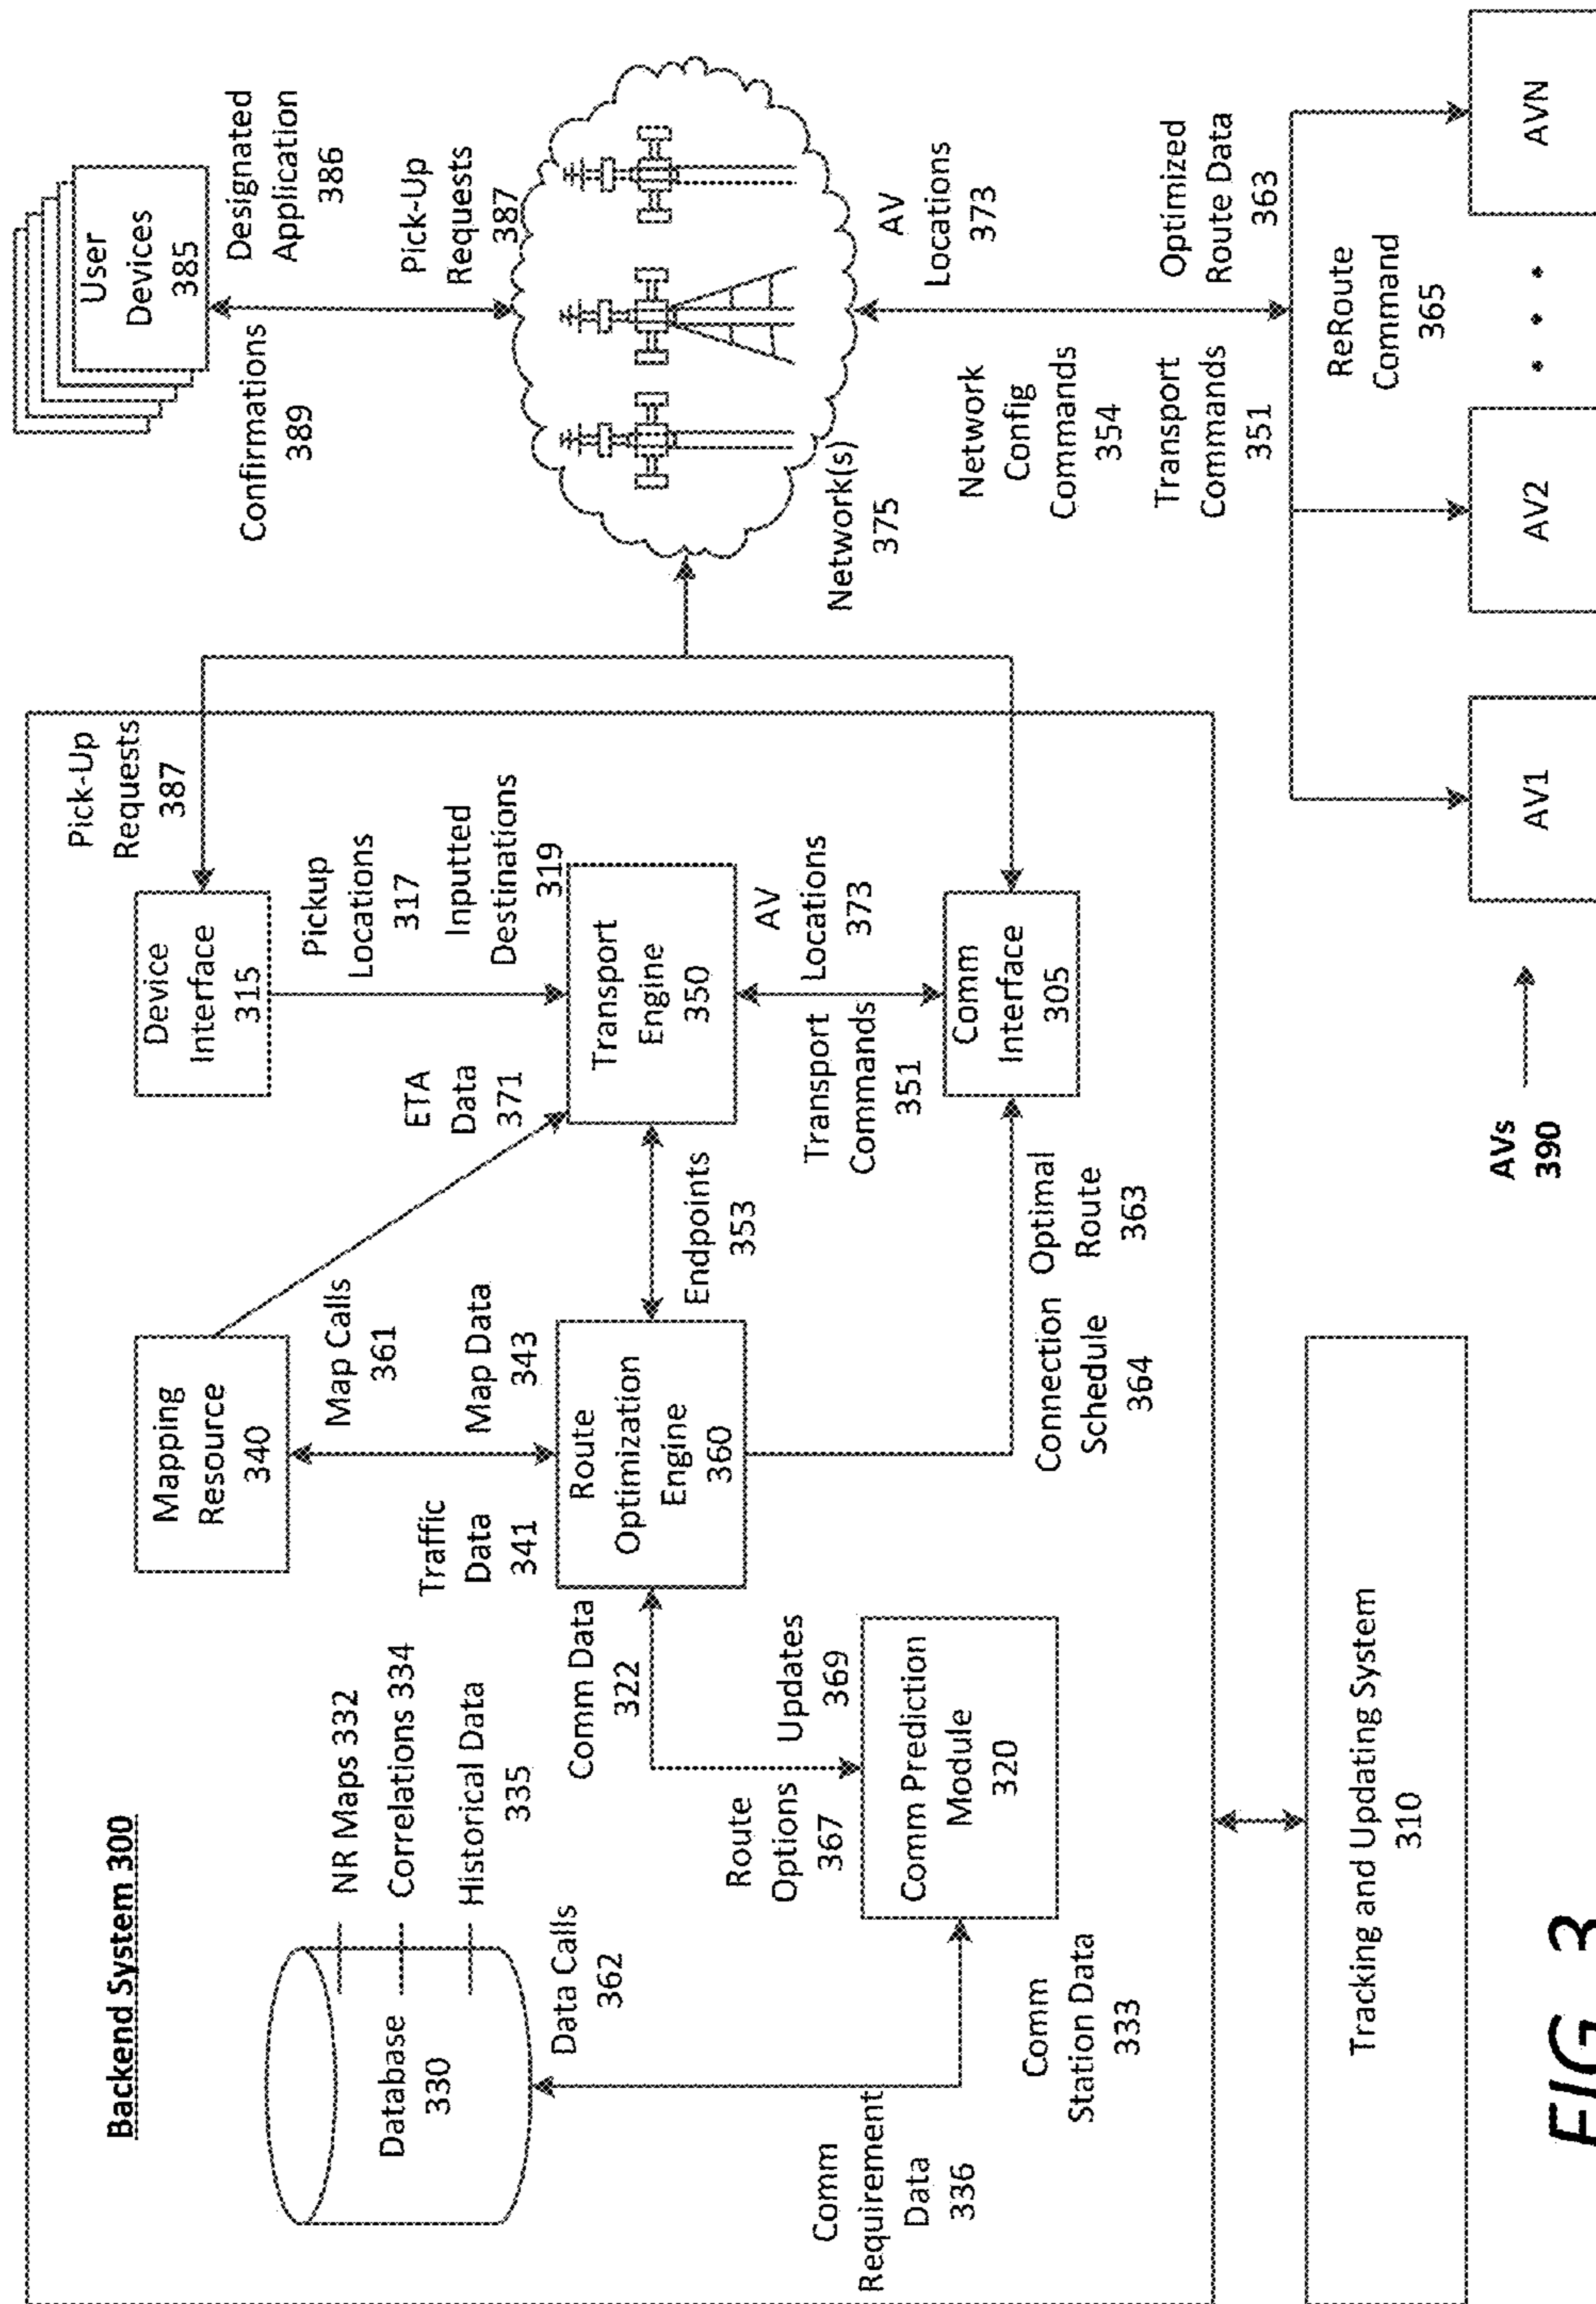 Backend System 300
Database
330
NR Maps 332
Correlations 334
Historical Data
335
Data Calls
362
Comm
Requirement
Data
336
Comm
Station Data
333
Comm Prediction
Module
320
Route
Options
367
Updates
369
Comm Data
322
Mapping
Resource
340
Traffic
Data
341
Map Calls
361
Map Data
343
Route
Optimization
Engine
360
Endpoints
353
ETA
Data
371
Device
Interface
315
Pick-Up
Requests
387
Pickup
Locations
317
Inputted
Destinations
319
Transport
Engine
350
Transport
Commands
351
AV
Locations
373
Comm
Interface
305
Connection
Schedule
364
Optimal
Route
363
Tracking and Updating System
310
User
Devices
385
Confirmations
389
Designated
Application
386
Pick-Up
Requests
387
Network(s)
375
Network
Config
Commands
354
Transport
Commands
351
AV
Locations
373
Optimized
Route Data
363
ReRoute
Command
365
AVs
390
AV1
AV2
• • •
AVN
FIG. 3